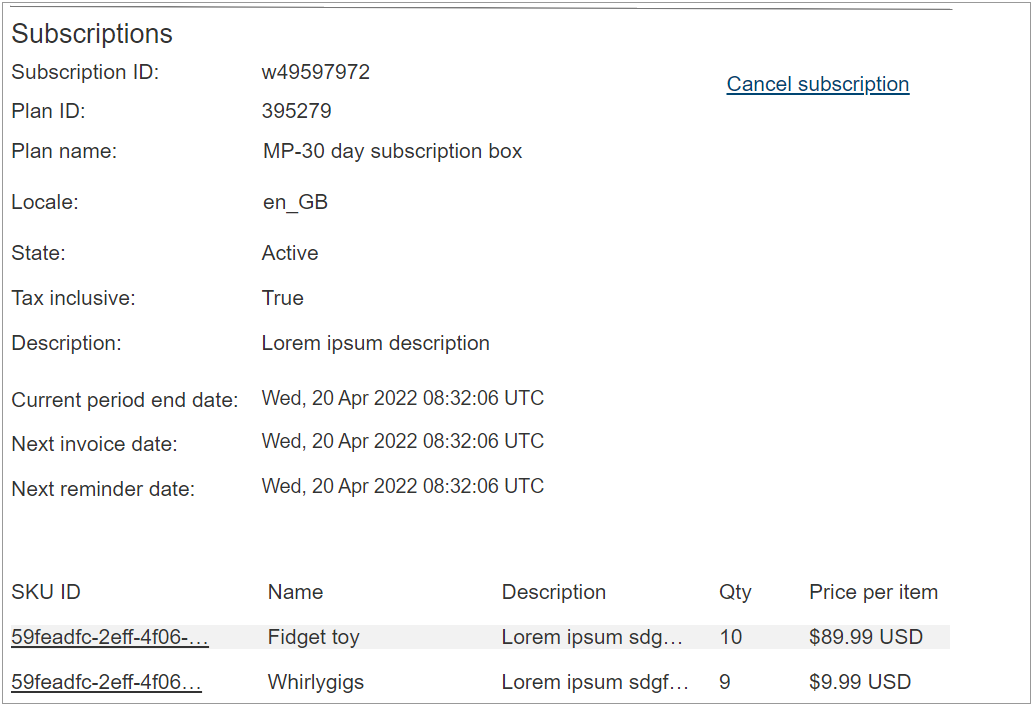 Subscriptions
Subscription ID: w49597972
Cancel subscription
Plan ID: 395279
Plan name: MP-30 day subscription box
Locale: en_GB
State: Active
Tax inclusive: True
Description: Lorem ipsum description
Current period end date: Wed, 20 Apr 2022 08:32:06 UTC
Next invoice date: Wed, 20 Apr 2022 08:32:06 UTC
Next reminder date: Wed, 20 Apr 2022 08:32:06 UTC
SKU ID Name Description Qty Price per item
59feadfc-2eff-4f06-… Fidget toy Lorem ipsum sdg… 10 $89.99 USD
59feadfc-2eff-4f06… Whirlygigs Lorem ipsum sdgf… 9 $9.99 USD